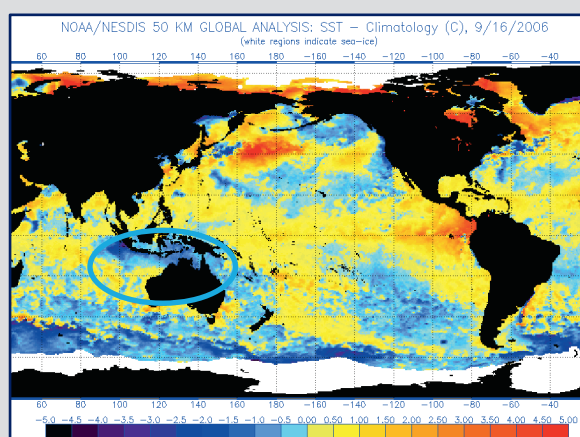 NOAA/NESDIS 50 KM GLOBAL ANALYSIS: SST - Climatology (C), 9/16/2006
(white regions indicate sea-ice)
60 80 100 120 140 160 180 -160 -140 -120 -100 -80 -60 -40
60 80 100 120 140 160 180 -160 -140 -120 -100 -80 -60 -40
-5.0 -4.5 -4.0 -3.5 -3.0 -2.5 -2.0 -1.5 -1.0 -0.5 0.00 0.50 1.00 1.50 2.00 2.50 3.00 3.50 4.00 4.50 5.00